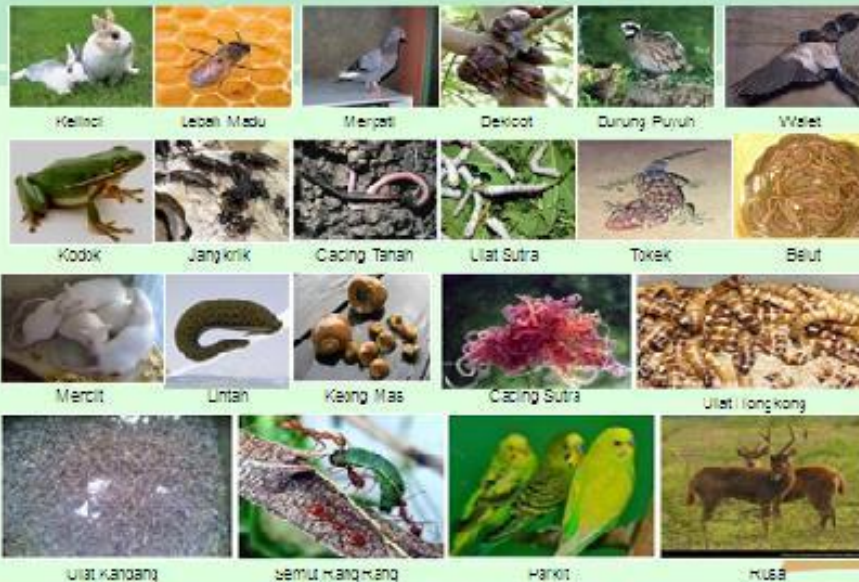 Kelinci
Lebah Madu
Merpati
Bekicot
Burung Puyuh
Walet
Kodok
Jangkrik
Cacing Tanah
Ulat Sutra
Tokek
Belut
Mencit
Lintah
Keong Mas
Cacing Sutra
Ulat Hongkong
Ulat Kandang
Semut Rang Rang
Parkit
Rusa